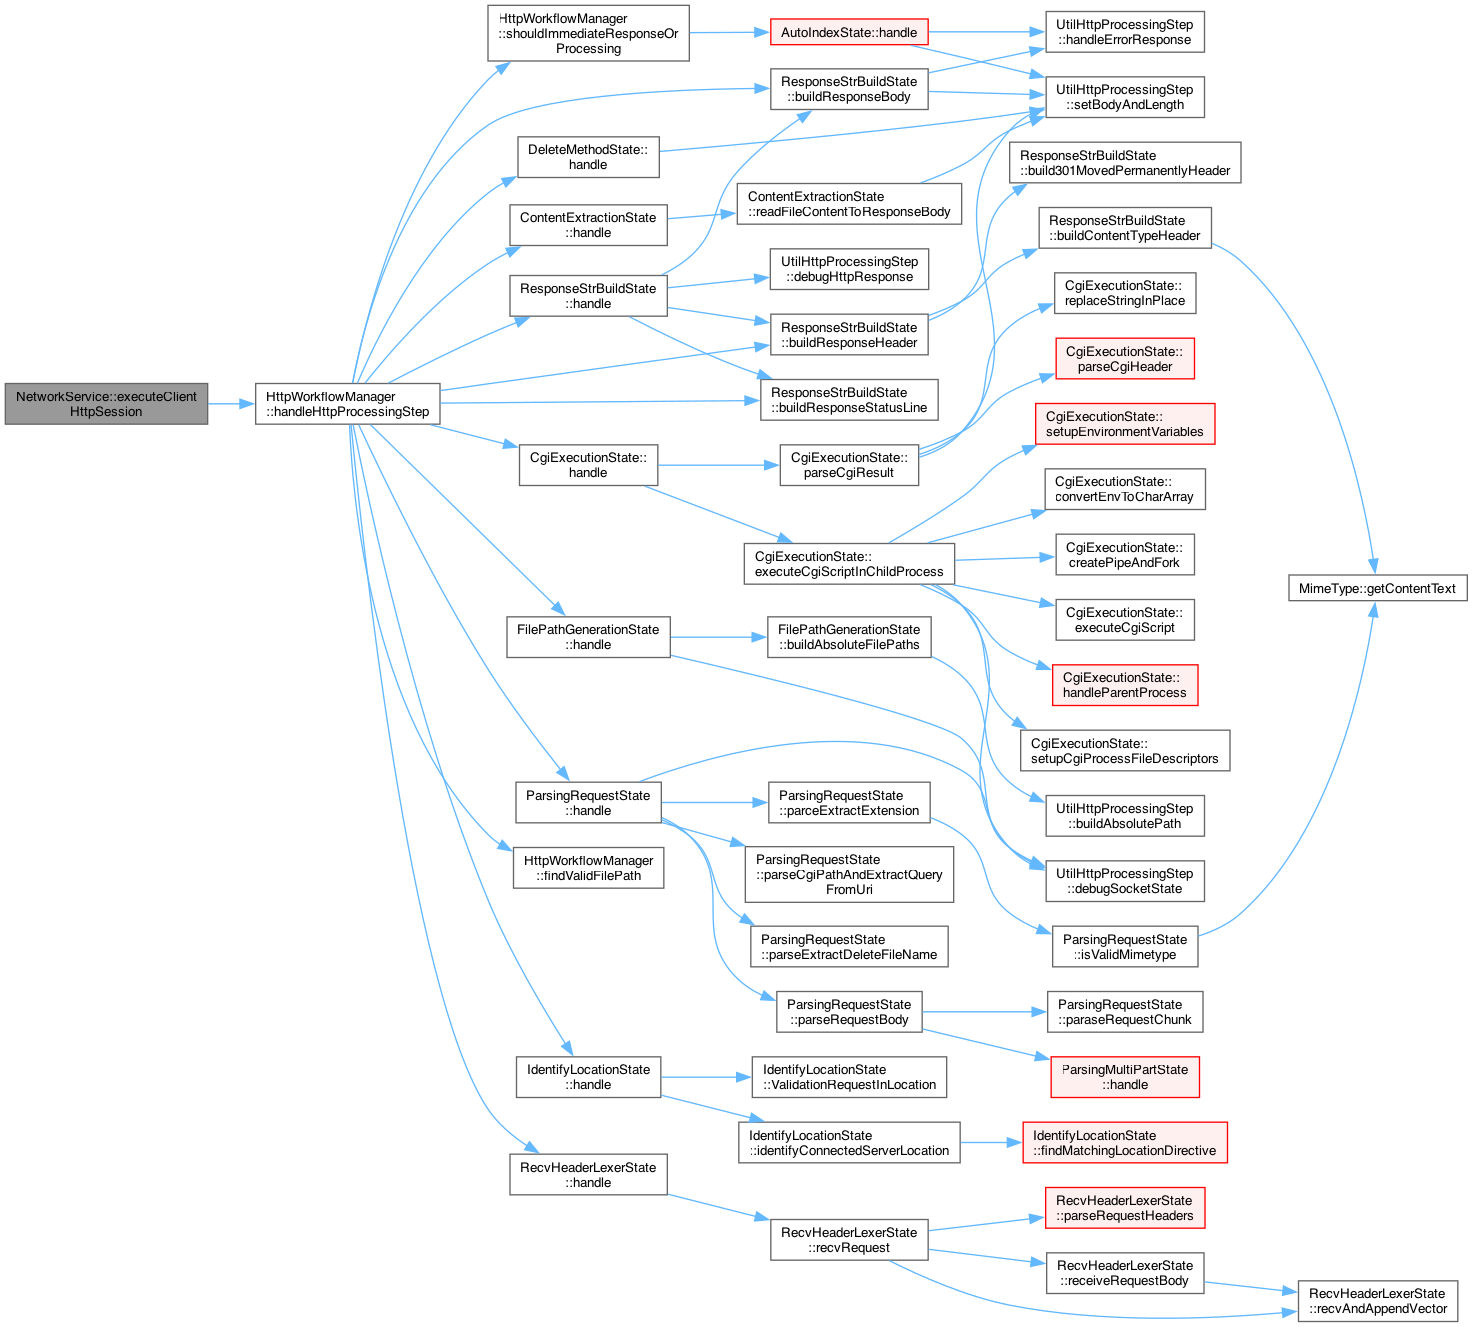 NetworkService::executeClient
HttpSession
HttpWorkflowManager
::handleHttpProcessingStep
HttpWorkflowManager
::shouldImmediateResponseOr
Processing
AutoIndexState::handle
UtilHttpProcessingStep
::handleErrorResponse
ResponseStrBuildState
::buildResponseBody
UtilHttpProcessingStep
::setBodyAndLength
DeleteMethodState::
handle
ResponseStrBuildState
::build301MovedPermanentlyHeader
ContentExtractionState
::handle
ContentExtractionState
::readFileContentToResponseBody
ResponseStrBuildState
::buildContentTypeHeader
ResponseStrBuildState
::handle
UtilHttpProcessingStep
::debugHttpResponse
CgiExecutionState::
replaceStringInPlace
ResponseStrBuildState
::buildResponseHeader
CgiExecutionState::
parseCgiHeader
ResponseStrBuildState
::buildResponseStatusLine
CgiExecutionState::
setupEnvironmentVariables
CgiExecutionState::
handle
CgiExecutionState::
parseCgiResult
CgiExecutionState::
convertEnvToCharArray
CgiExecutionState::
executeCgiScriptInChildProcess
CgiExecutionState::
createPipeAndFork
MimeType::getContentText
CgiExecutionState::
executeCgiScript
FilePathGenerationState
::handle
FilePathGenerationState
::buildAbsoluteFilePaths
CgiExecutionState::
handleParentProcess
CgiExecutionState::
setupCgiProcessFileDescriptors
ParsingRequestState
::handle
ParsingRequestState
::parceExtractExtension
UtilHttpProcessingStep
::buildAbsolutePath
HttpWorkflowManager
::findValidFilePath
ParsingRequestState
::parseCgiPathAndExtractQuery
FromUri
UtilHttpProcessingStep
::debugSocketState
ParsingRequestState
::parseExtractDeleteFileName
ParsingRequestState
::isValidMimetype
ParsingRequestState
::parseRequestBody
ParsingRequestState
::paraseRequestChunk
IdentifyLocationState
::handle
IdentifyLocationState
::ValidationRequestInLocation
ParsingMultiPartState
::handle
IdentifyLocationState
::identifyConnectedServerLocation
IdentifyLocationState
::findMatchingLocationDirective
RecvHeaderLexerState
::handle
RecvHeaderLexerState
::parseRequestHeaders
RecvHeaderLexerState
::recvRequest
RecvHeaderLexerState
::receiveRequestBody
RecvHeaderLexerState
::recvAndAppendVector